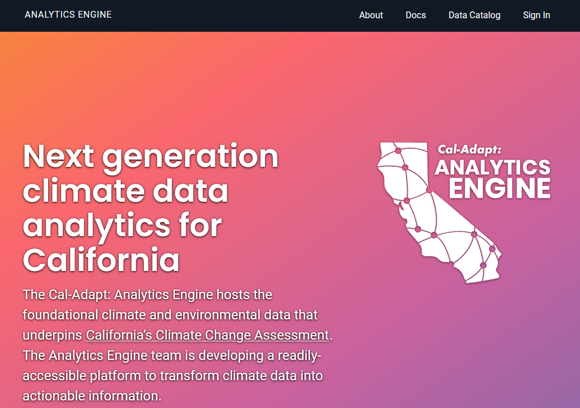 ANALYTICS ENGINE
About Docs Data Catalog Sign In
Next generation
climate data
analytics for
California
Cal-Adapt:
ANALYTICS
ENGINE
The Cal-Adapt: Analytics Engine hosts the
foundational climate and environmental data that
underpins California's Climate Change Assessment.
The Analytics Engine team is developing a readily-
accessible platform to transform climate data into
actionable information.